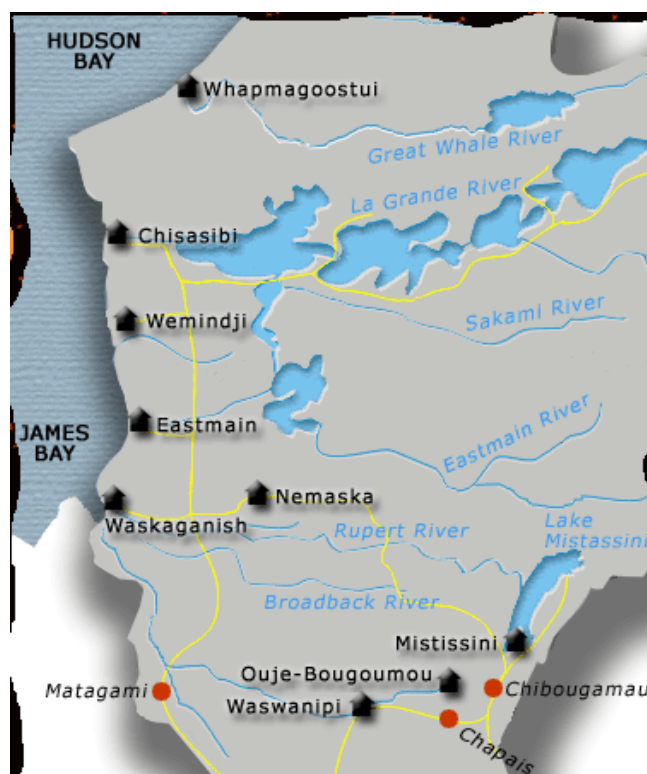 HUDSON
BAY
Whapmagoostui
Great Whale River
La Grande River
Chisasibi
Sakami River
Wemindji
Eastmain River
Eastmain
JAMES
BAY
Nemaska
Waskaganish
Rupert River
Lake
Mistassini
Broadback River
Mistissini
Ouje-Bougoumou
Matagami
Chibougamau
Waswanipi
Chapais